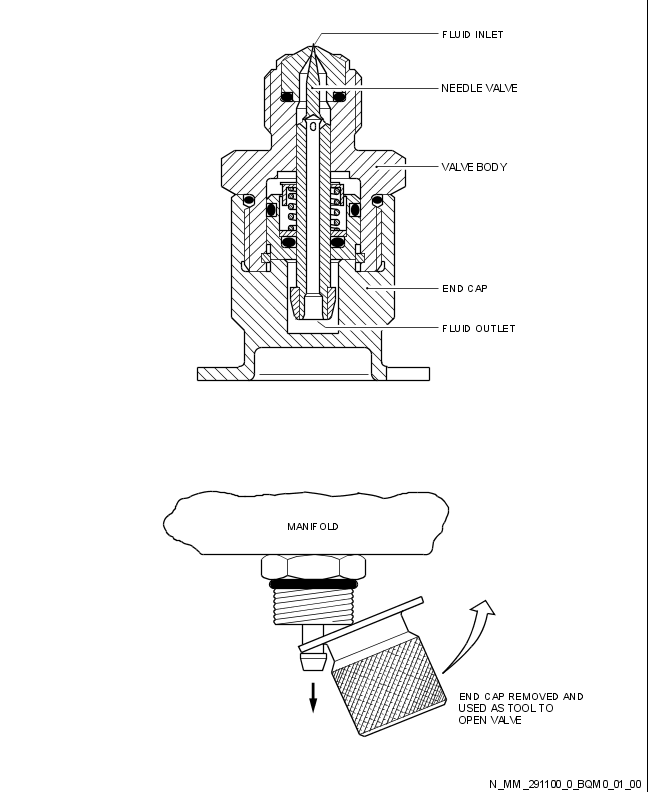 FLUID INLET
NEEDLE VALVE
VALVE BODY
END CAP
FLUID OUTLET
MANIFOLD
END CAP REMOVED AND
USED AS TOOL TO
OPEN VALVE
N_MM_291100_0_BQM0_01_00